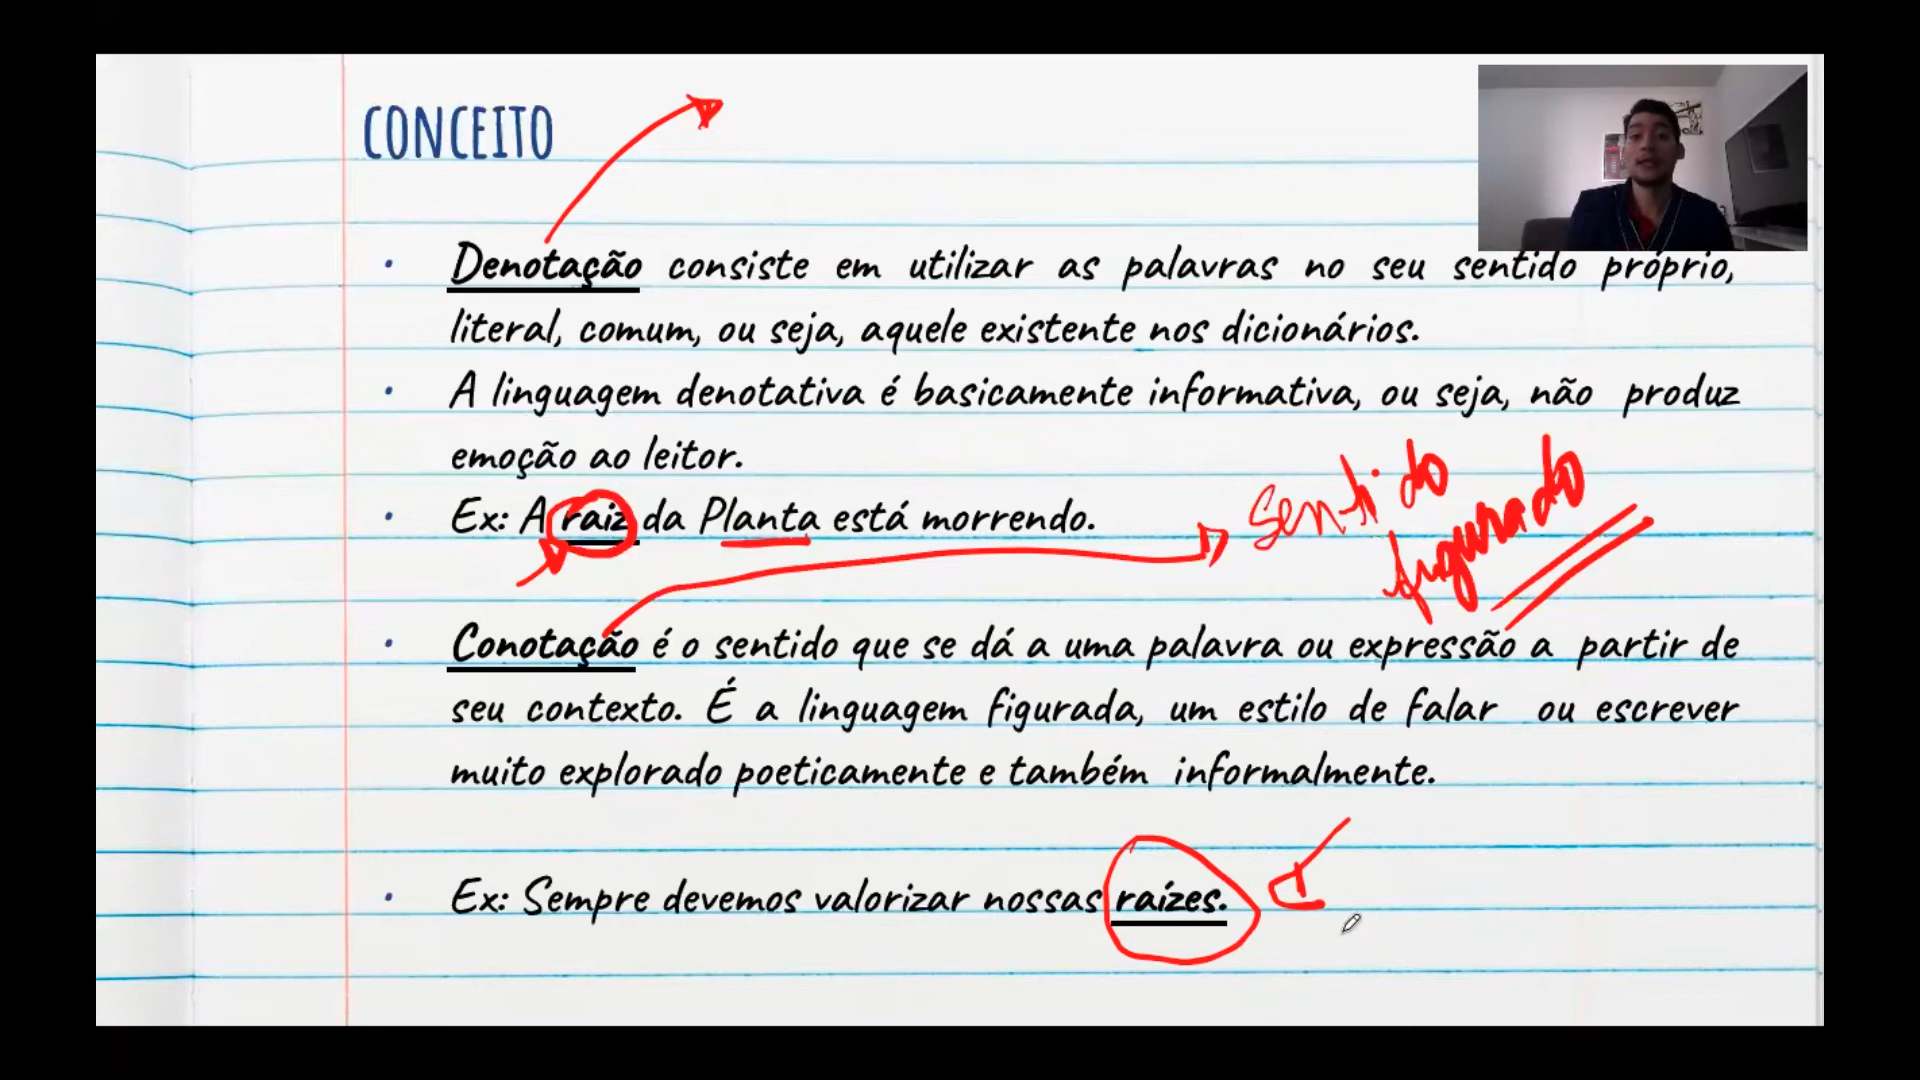 CONCEITO
• Denotação consiste em utilizar as palavras no seu sentido próprio,
literal, comum, ou seja, aquele existente nos dicionários.
• A linguagem denotativa é basicamente informativa, ou seja, não produz
emoção ao leitor.
• Ex: A raiz da Planta está morrendo.
Sentido
figurado
• Conotação é o sentido que se dá a uma palavra ou expressão a partir de
seu contexto. É a linguagem figurada, um estilo de falar ou escrever
muito explorado poeticamente e também informalmente.
• Ex: Sempre devemos valorizar nossas raízes.